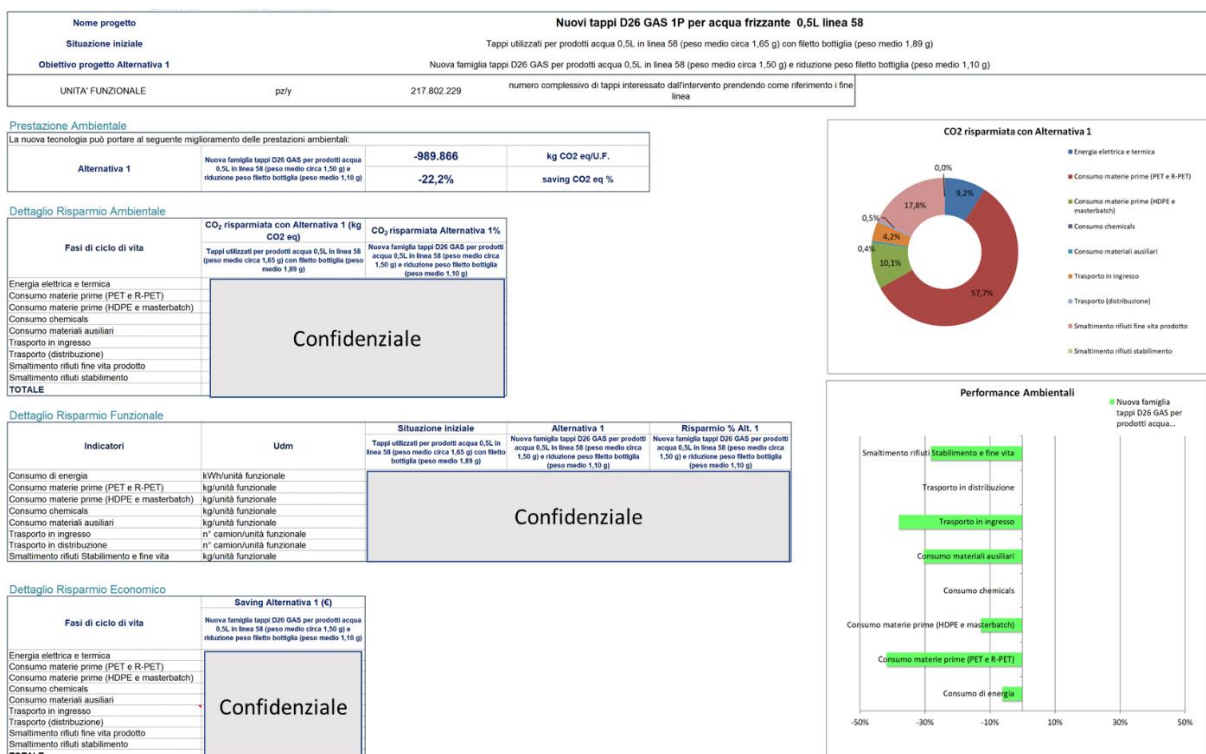 Nome progetto
Nuovi tappi D26 GAS 1P per acqua frizzante 0,5L linea 58
Situazione iniziale
Tappi utilizzati per prodotti acqua 0,5L in linea 58 (peso medio circa 1,65 g) con filetto bottiglia (peso medio 1,89 g)
Obiettivo progetto Alternativa 1
Nuova famiglia tappi D26 GAS per prodotti acqua 0,5L in linea 58 (peso medio circa 1,50 g) e riduzione peso filetto bottiglia (peso medio 1,10 g)
UNITA' FUNZIONALE
pz/y
217.802.229
numero complessivo di tappi interessato dall'intervento prendendo come riferimento i fine
linea
Prestazione Ambientale
La nuova tecnologia può portare al seguente miglioramento delle prestazioni ambientali:
Alternativa 1
Nuova famiglia tappi D26 GAS per prodotti acqua
0,5L in linea 58 (peso medio circa 1,50 g) e
riduzione peso filetto bottiglia (peso medio 1,10 g)
-989.866
kg CO2 eq/U.F.
-22,2%
saving CO2 eq %
Dettaglio Risparmio Ambientale
Fasi di ciclo di vita
CO2 risparmiata con Alternativa 1 (kg
CO2 eq)
Tappi utilizzati per prodotti acqua 0,5L in linea 58
(peso medio circa 1,65 g) con filetto bottiglia (peso
medio 1,89 g)
CO2 risparmiata Alternativa 1%
Nuova famiglia tappi D26 GAS per prodotti
acqua 0,5L in linea 58 (peso medio circa
1,50 g) e riduzione peso filetto bottiglia
(peso medio 1,10 g)
Energia elettrica e termica
Consumo materie prime (PET e R-PET)
Consumo materie prime (HDPE e masterbatch)
Consumo chemicals
Consumo materiali ausiliari
Trasporto in ingresso
Trasporto (distribuzione)
Smaltimento rifiuti fine vita prodotto
Smaltimento rifiuti stabilimento
TOTALE
Confidenziale
Dettaglio Risparmio Funzionale
Indicatori
Udm
Situazione iniziale
Tappi utilizzati per prodotti acqua 0,5L in
linea 58 (peso medio circa 1,65 g) con filetto
bottiglia (peso medio 1,89 g)
Alternativa 1
Nuova famiglia tappi D26 GAS per prodotti
acqua 0,5L in linea 58 (peso medio circa
1,50 g) e riduzione peso filetto bottiglia
(peso medio 1,10 g)
Risparmio % Alt. 1
Nuova famiglia tappi D26 GAS per prodotti
acqua 0,5L in linea 58 (peso medio circa
1,50 g) e riduzione peso filetto bottiglia
(peso medio 1,10 g)
Consumo di energia
kWh/unità funzionale
Consumo materie prime (PET e R-PET)
kg/unità funzionale
Consumo materie prime (HDPE e masterbatch)
kg/unità funzionale
Consumo chemicals
kg/unità funzionale
Consumo materiali ausiliari
kg/unità funzionale
Trasporto in ingresso
n° camion/unità funzionale
Trasporto in distribuzione
n° camion/unità funzionale
Smaltimento rifiuti Stabilimento e fine vita
kg/unità funzionale
Confidenziale
Dettaglio Risparmio Economico
Fasi di ciclo di vita
Saving Alternativa 1 (€)
Nuova famiglia tappi D26 GAS per prodotti acqua
0,5L in linea 58 (peso medio circa 1,50 g) e
riduzione peso filetto bottiglia (peso medio 1,10 g)
Energia elettrica e termica
Consumo materie prime (PET e R-PET)
Consumo materie prime (HDPE e masterbatch)
Consumo chemicals
Consumo materiali ausiliari
Trasporto in ingresso
Trasporto (distribuzione)
Smaltimento rifiuti fine vita prodotto
Smaltimento rifiuti stabilimento
TOTALE
Confidenziale
CO2 risparmiata con Alternativa 1
0,0%
9,2%
17,8%
0,5%
4,2%
0,4%
10,1%
57,7%
Energia elettrica e termica
Consumo materie prime (PET e R-PET)
Consumo materie prime (HDPE e
masterbatch)
Consumo chemicals
Consumo materiali ausiliari
Trasporto in ingresso
Trasporto (distribuzione)
Smaltimento rifiuti fine vita prodotto
Smaltimento rifiuti stabilimento
Performance Ambientali
Nuova famiglia
tappi D26 GAS per
prodotti acqua...
Smaltimento rifiuti Stabilimento e fine vita
Trasporto in distribuzione
Trasporto in ingresso
Consumo materiali ausiliari
Consumo chemicals
Consumo materie prime (HDPE e masterbatch)
Consumo materie prime (PET e R-PET)
Consumo di energia
-50%
-30%
-10%
10%
30%
50%